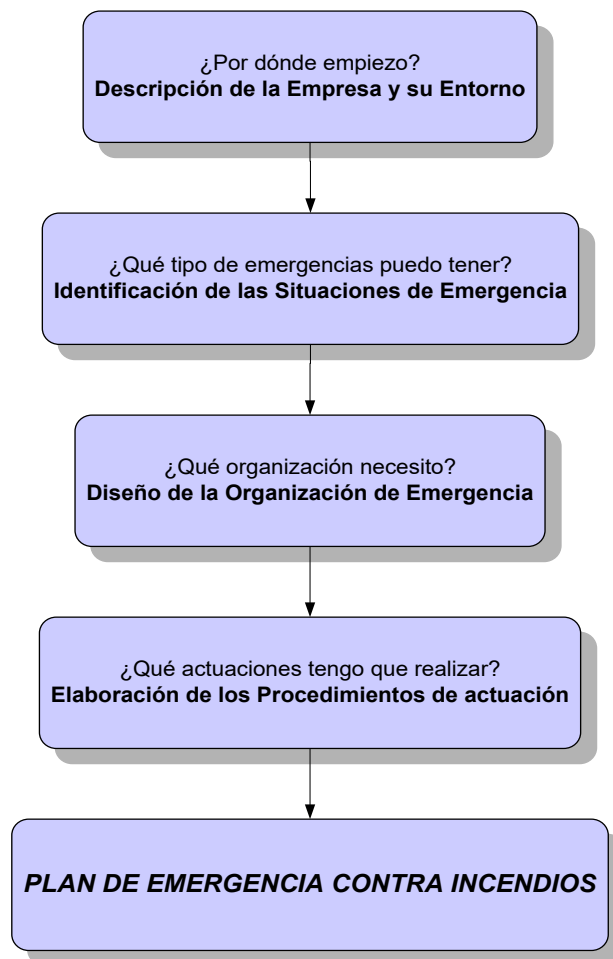 ¿Por dónde empiezo?
Descripción de la Empresa y su Entorno
¿Qué tipo de emergencias puedo tener?
Identificación de las Situaciones de Emergencia
¿Qué organización necesito?
Diseño de la Organización de Emergencia
¿Qué actuaciones tengo que realizar?
Elaboración de los Procedimientos de actuación
PLAN DE EMERGENCIA CONTRA INCENDIOS